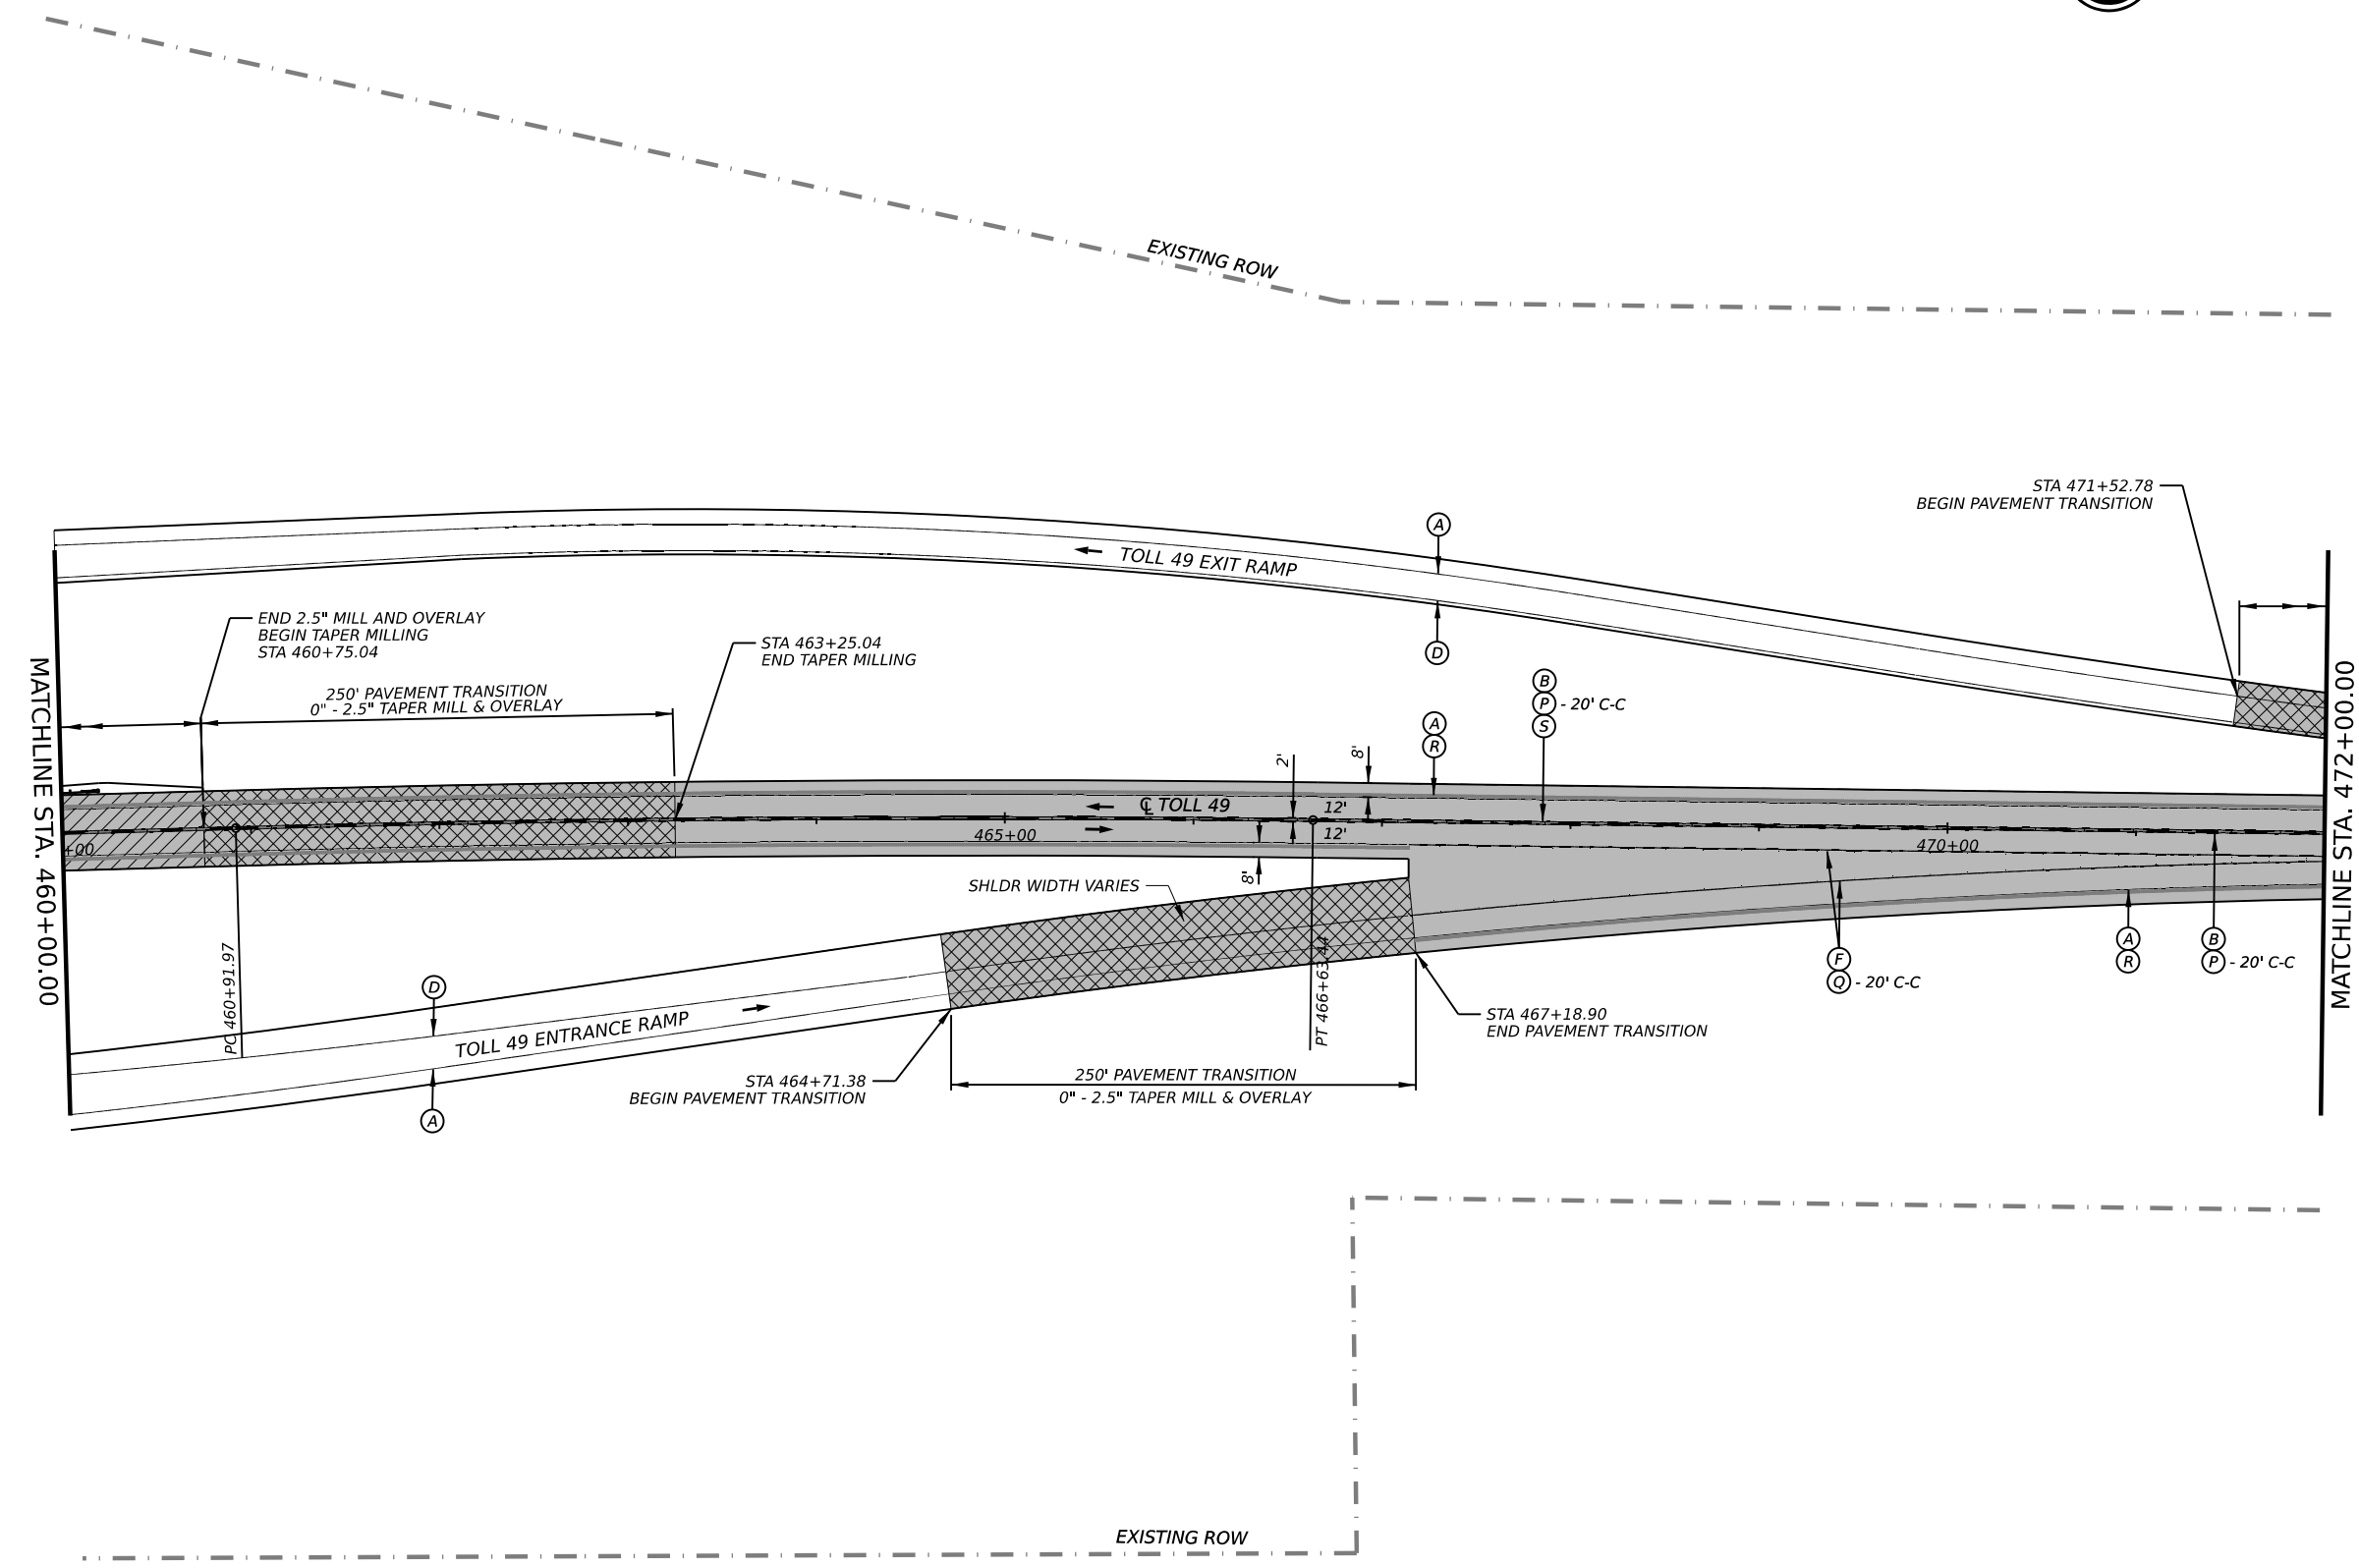 EXISTING ROW
STA 471+52.78
BEGIN PAVEMENT TRANSITION
A
TOLL 49 EXIT RAMP
D
END 2.5" MILL AND OVERLAY
BEGIN TAPER MILLING
STA 460+75.04
STA 463+25.04
END TAPER MILLING
250' PAVEMENT TRANSITION
0" - 2.5" TAPER MILL & OVERLAY
MATCHLINE STA. 460+00.00
MATCHLINE STA. 472+00.00
B
P - 20' C-C
S
A
R
2'
8'
℄ TOLL 49
12'
12'
465+00
470+00
+00
8'
SHLDR WIDTH VARIES
PC 460+91.97
PT 466+63.44
A
R
B
P - 20' C-C
F
Q - 20' C-C
D
TOLL 49 ENTRANCE RAMP
A
STA 467+18.90
END PAVEMENT TRANSITION
STA 464+71.38
BEGIN PAVEMENT TRANSITION
250' PAVEMENT TRANSITION
0" - 2.5" TAPER MILL & OVERLAY
EXISTING ROW